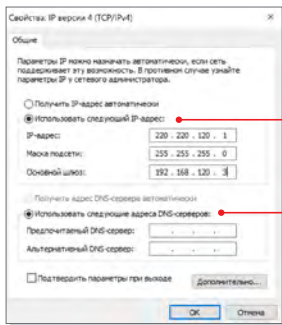 Свойства: IP версии 4 (TCP/IPv4)
Общие
Параметры IP можно назначать автоматически, если сеть
поддерживает эту возможность. В противном случае узнайте
параметры IP у сетевого администратора.
Получить IP-адрес автоматически
Использовать следующий IP-адрес:
IP-адрес: 220 . 220 . 120 . 1
Маска подсети: 255 . 255 . 255 . 0
Основной шлюз: 192 . 168 . 120 . 3
Получить адрес DNS-сервера автоматически
Использовать следующие адреса DNS-серверов:
Предпочитаемый DNS-сервер: . . .
Альтернативный DNS-сервер: . . .
Подтвердить параметры при выходе
Дополнительно...
ОК Отмена